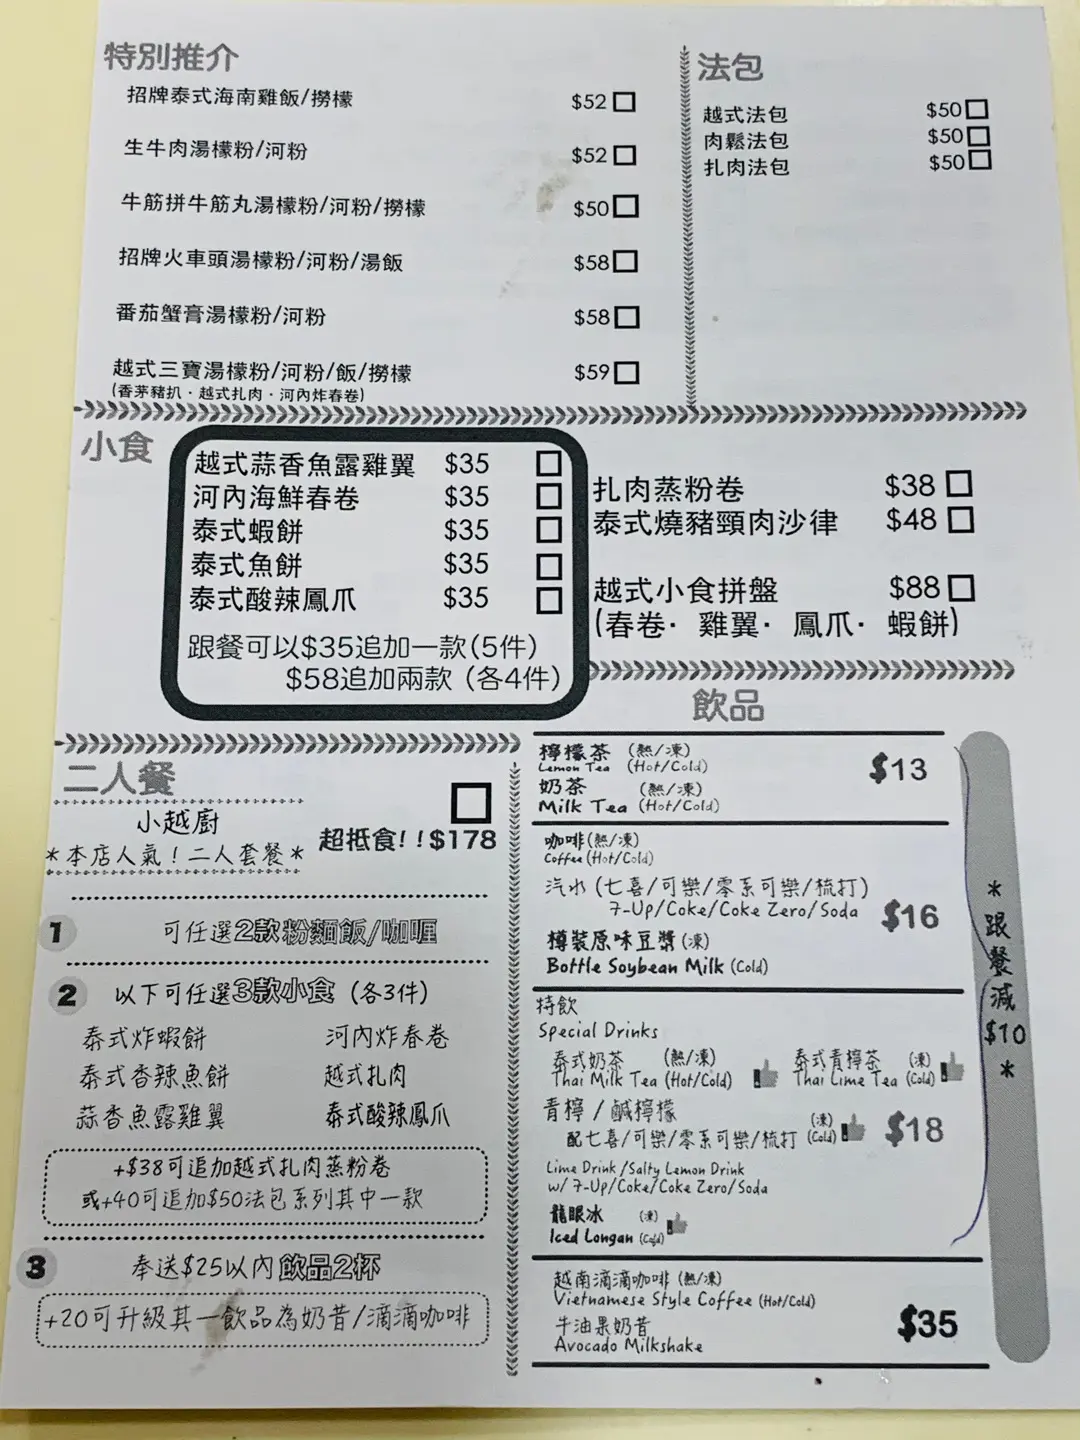 特別推介
招牌泰式海南雞飯/撈檬 $52
生牛肉湯檬粉/河粉 $52
牛筋拼牛筋丸湯檬粉/河粉/撈檬 $50
招牌火車頭湯檬粉/河粉/湯飯 $58
番茄蟹膏湯檬粉/河粉 $58
越式三寶湯檬粉/河粉/飯/撈檬 $59
(香茅豬扒·越式扎肉·河內炸春卷)
法包
越式法包 $50
肉鬆法包 $50
扎肉法包 $50
小食
越式蒜香魚露雞翼 $35
河內海鮮春卷 $35
泰式蝦餅 $35
泰式魚餅 $35
泰式酸辣鳳爪 $35
跟餐可以$35追加一款(5件)
$58追加兩款 (各4件)
扎肉蒸粉卷 $38
泰式燒豬頸肉沙律 $48
越式小食拼盤 $88
(春卷· 雞翼· 鳳爪· 蝦餅)
二人餐
小越廚
*本店人氣!二人套餐*
超抵食!!$178
1 可任選2款粉麵飯/咖喱
2 以下可任選3款小食 (各3件)
泰式炸蝦餅 河內炸春卷
泰式香辣魚餅 越式扎肉
蒜香魚露雞翼 泰式酸辣鳳爪
+$38可追加越式扎肉蒸粉卷
或+40可追加$50法包系列其中一款
3 奉送$25以內飲品2杯
+20可升級其一飲品為奶昔/滴滴咖啡
飲品
檸檬茶 (熱/凍)
Lemon Tea (Hot/Cold)
$13
奶茶 (熱/凍)
Milk Tea (Hot/Cold)
咖啡(熱/凍)
Coffee (Hot/Cold)
汽水 (七喜/可樂/零系可樂/梳打)
7-Up/Coke/Coke Zero/Soda
$16
樽裝原味豆漿(凍)
Bottle Soybean Milk (Cold)
特飲
Special Drinks
泰式奶茶 (熱/凍) 泰式青檸茶 (凍)
Thai Milk Tea (Hot/Cold) Thai Lime Tea (Cold)
青檸 / 鹹檸檬 (凍)
配七喜/可樂/零系可樂/梳打 (Cold)
$18
Lime Drink /Salty Lemon Drink
w/ 7-Up/Coke/Coke Zero/Soda
龍眼冰 (凍)
Iced Longan (Cold)
越南滴滴咖啡 (熱/凍)
Vietnamese Style Coffee (Hot/Cold)
$35
牛油果奶昔
Avocado Milkshake
*跟餐減$10*